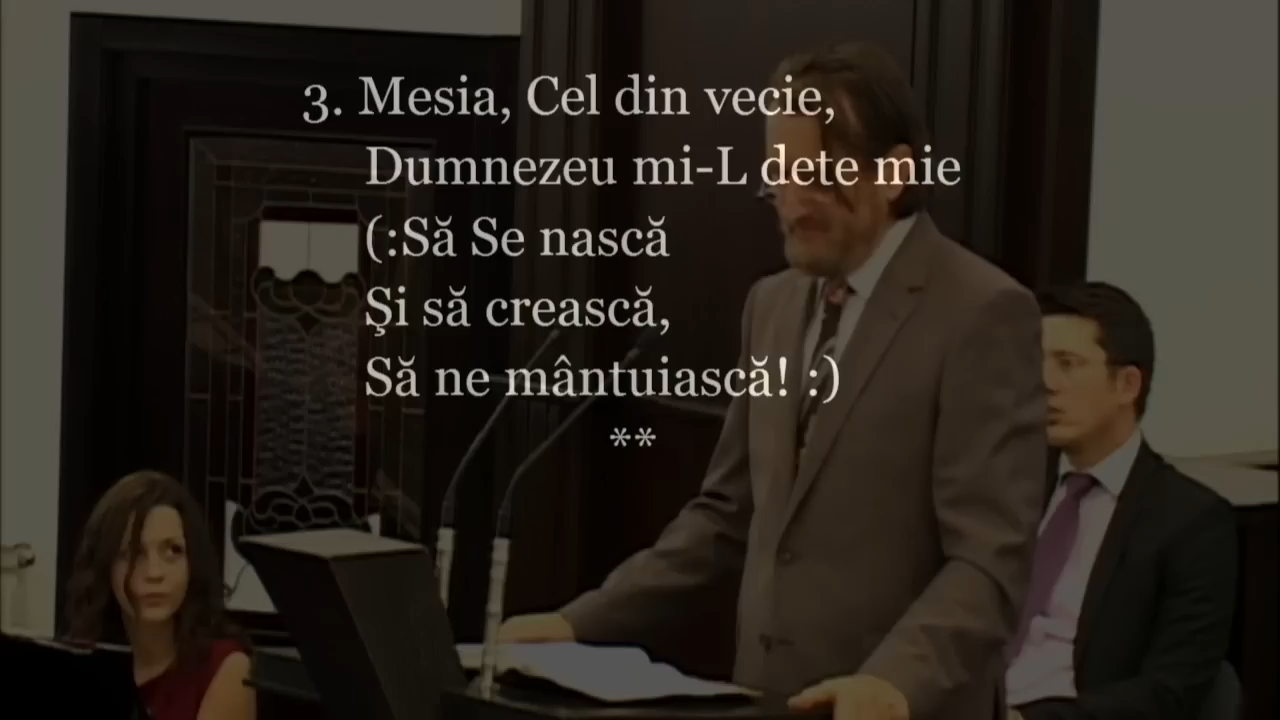 3. Mesia, Cel din vecie,
Dumnezeu mi-L dete mie
(:Să Se nască
Şi să crească,
Să ne mântuiască! :)
**